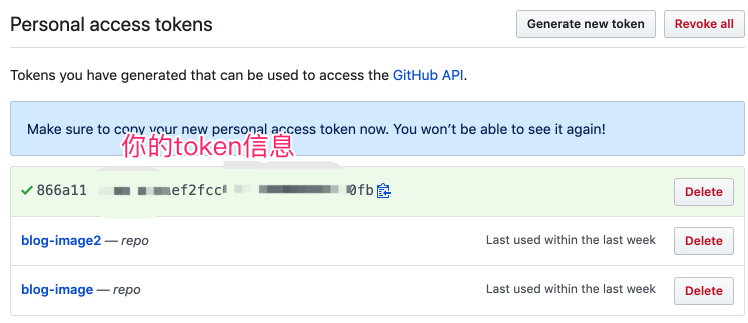 Personal access tokens
Generate new token
Revoke all
Tokens you have generated that can be used to access the GitHub API.
Make sure to copy your new personal access token now. You won't be able to see it again!
你的token信息
✓ 866a11 ef2fcc 0fb
Delete
blog-image2 — repo
Last used within the last week
Delete
blog-image — repo
Last used within the last week
Delete